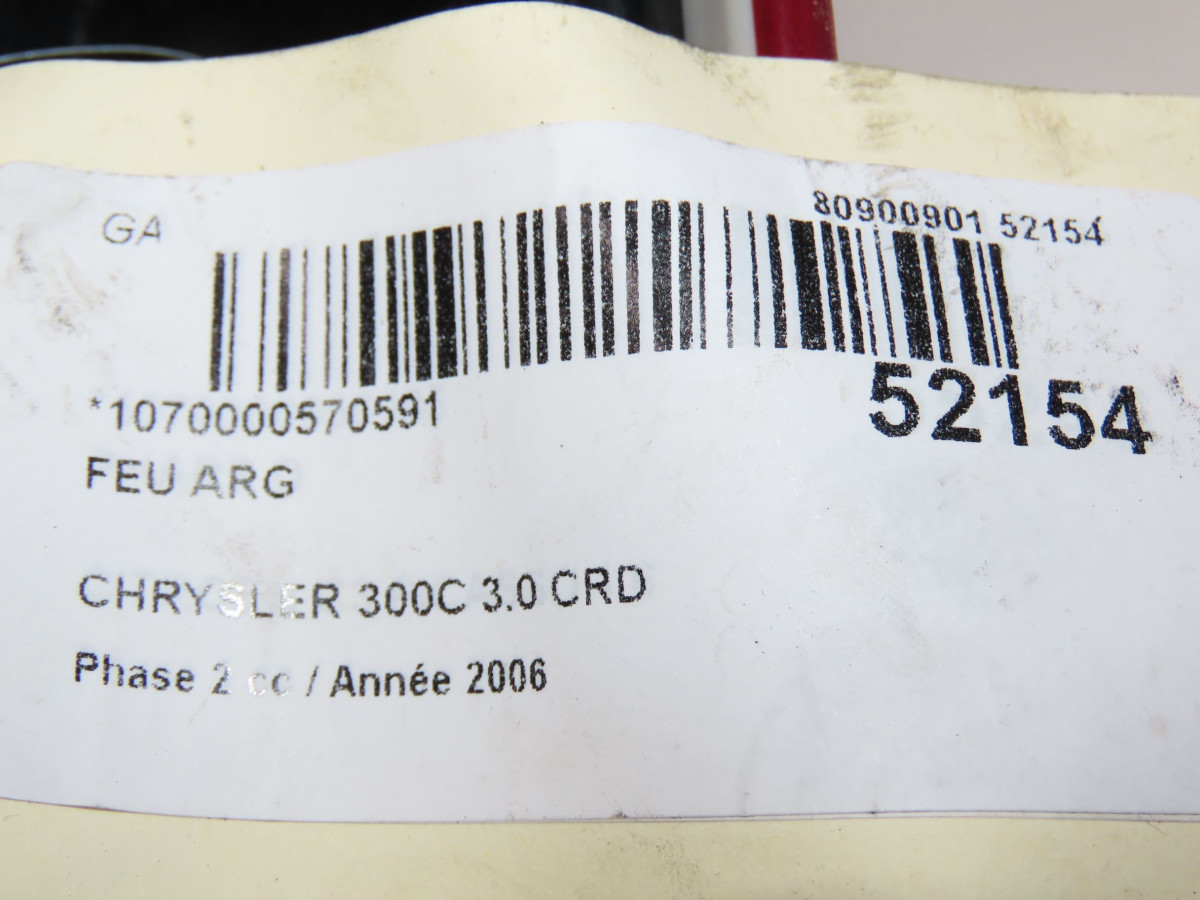 GA
80900901 52154
*1070000570591
52154
FEU ARG
CHRYSLER 300C 3.0 CRD
Phase 2 cc / Année 2006